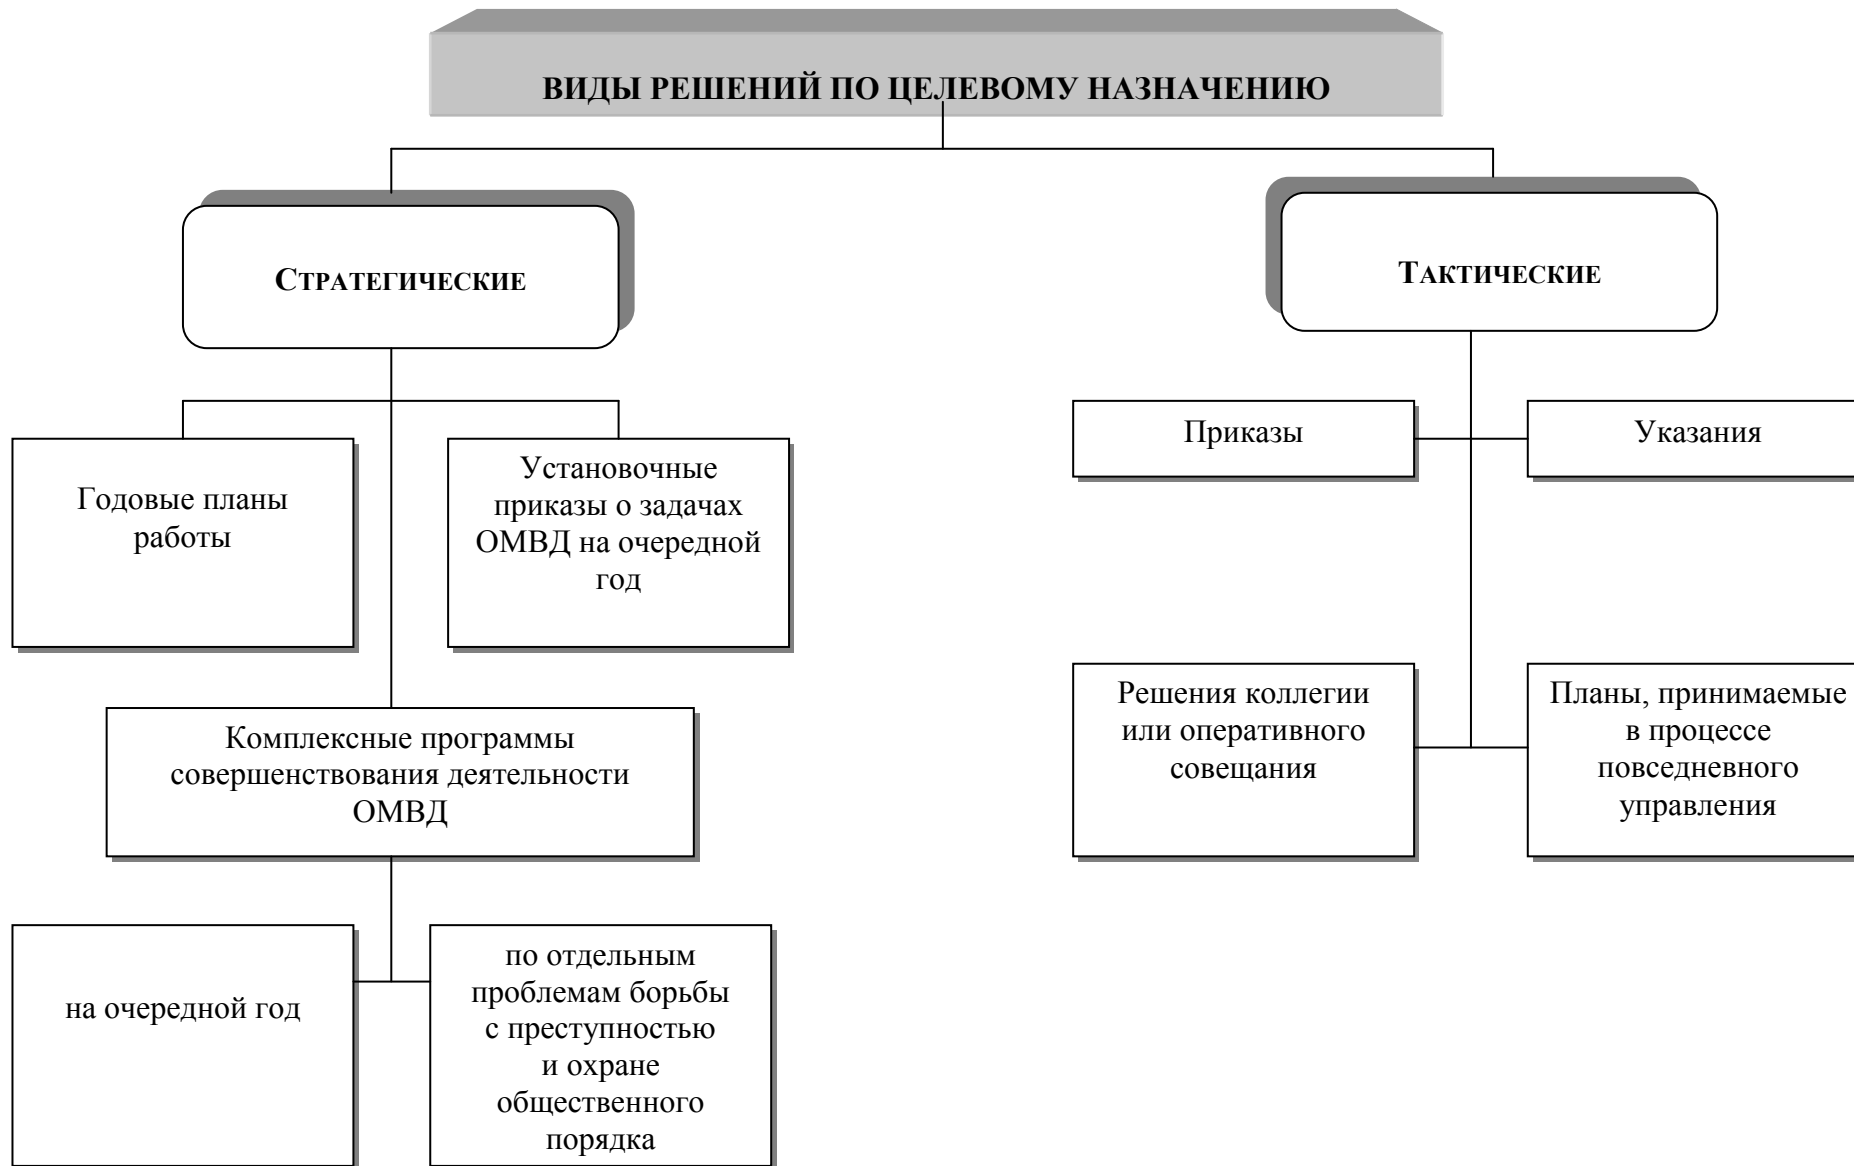 ВИДЫ РЕШЕНИЙ ПО ЦЕЛЕВОМУ НАЗНАЧЕНИЮ
СТРАТЕГИЧЕСКИЕ
ТАКТИЧЕСКИЕ
Годовые планы
работы
Установочные
приказы о задачах
ОМВД на очередной
год
Комплексные программы
совершенствования деятельности
ОМВД
на очередной год
по отдельным
проблемам борьбы
с преступностью
и охране
общественного
порядка
Приказы
Указания
Решения коллегии
или оперативного
совещания
Планы, принимаемые
в процессе
повседневного
управления